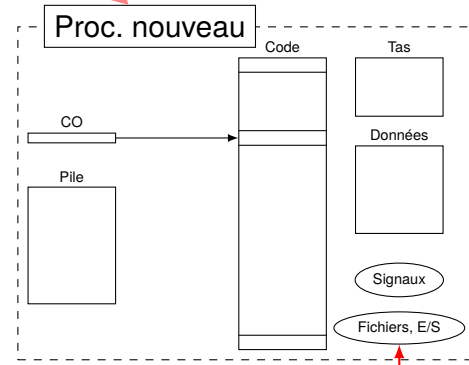 Proc. nouveau
Code
Tas
CO
Données
Pile
Signaux
Fichiers, E/S